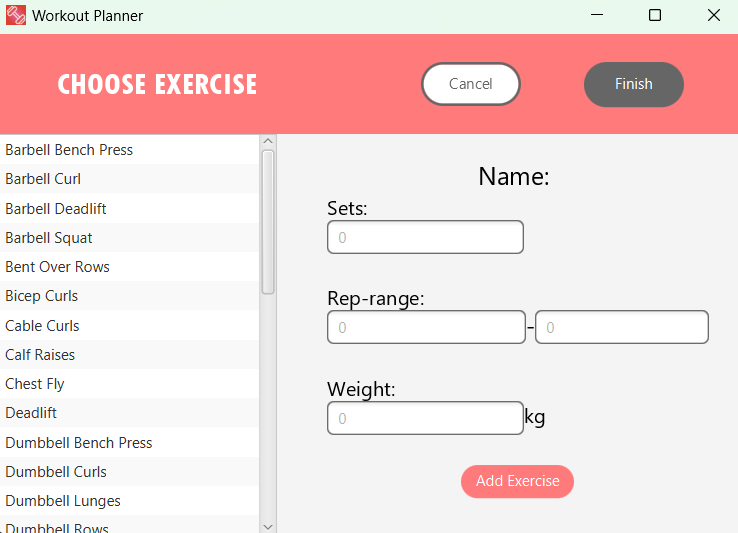 Workout Planner
CHOOSE EXERCISE
Cancel
Finish
Barbell Bench Press
Barbell Curl
Barbell Deadlift
Barbell Squat
Bent Over Rows
Bicep Curls
Cable Curls
Calf Raises
Chest Fly
Deadlift
Dumbbell Bench Press
Dumbbell Curls
Dumbbell Lunges
Dumbbell Rows
Name:
Sets:
0
Rep-range:
0 - 0
Weight:
0 kg
Add Exercise